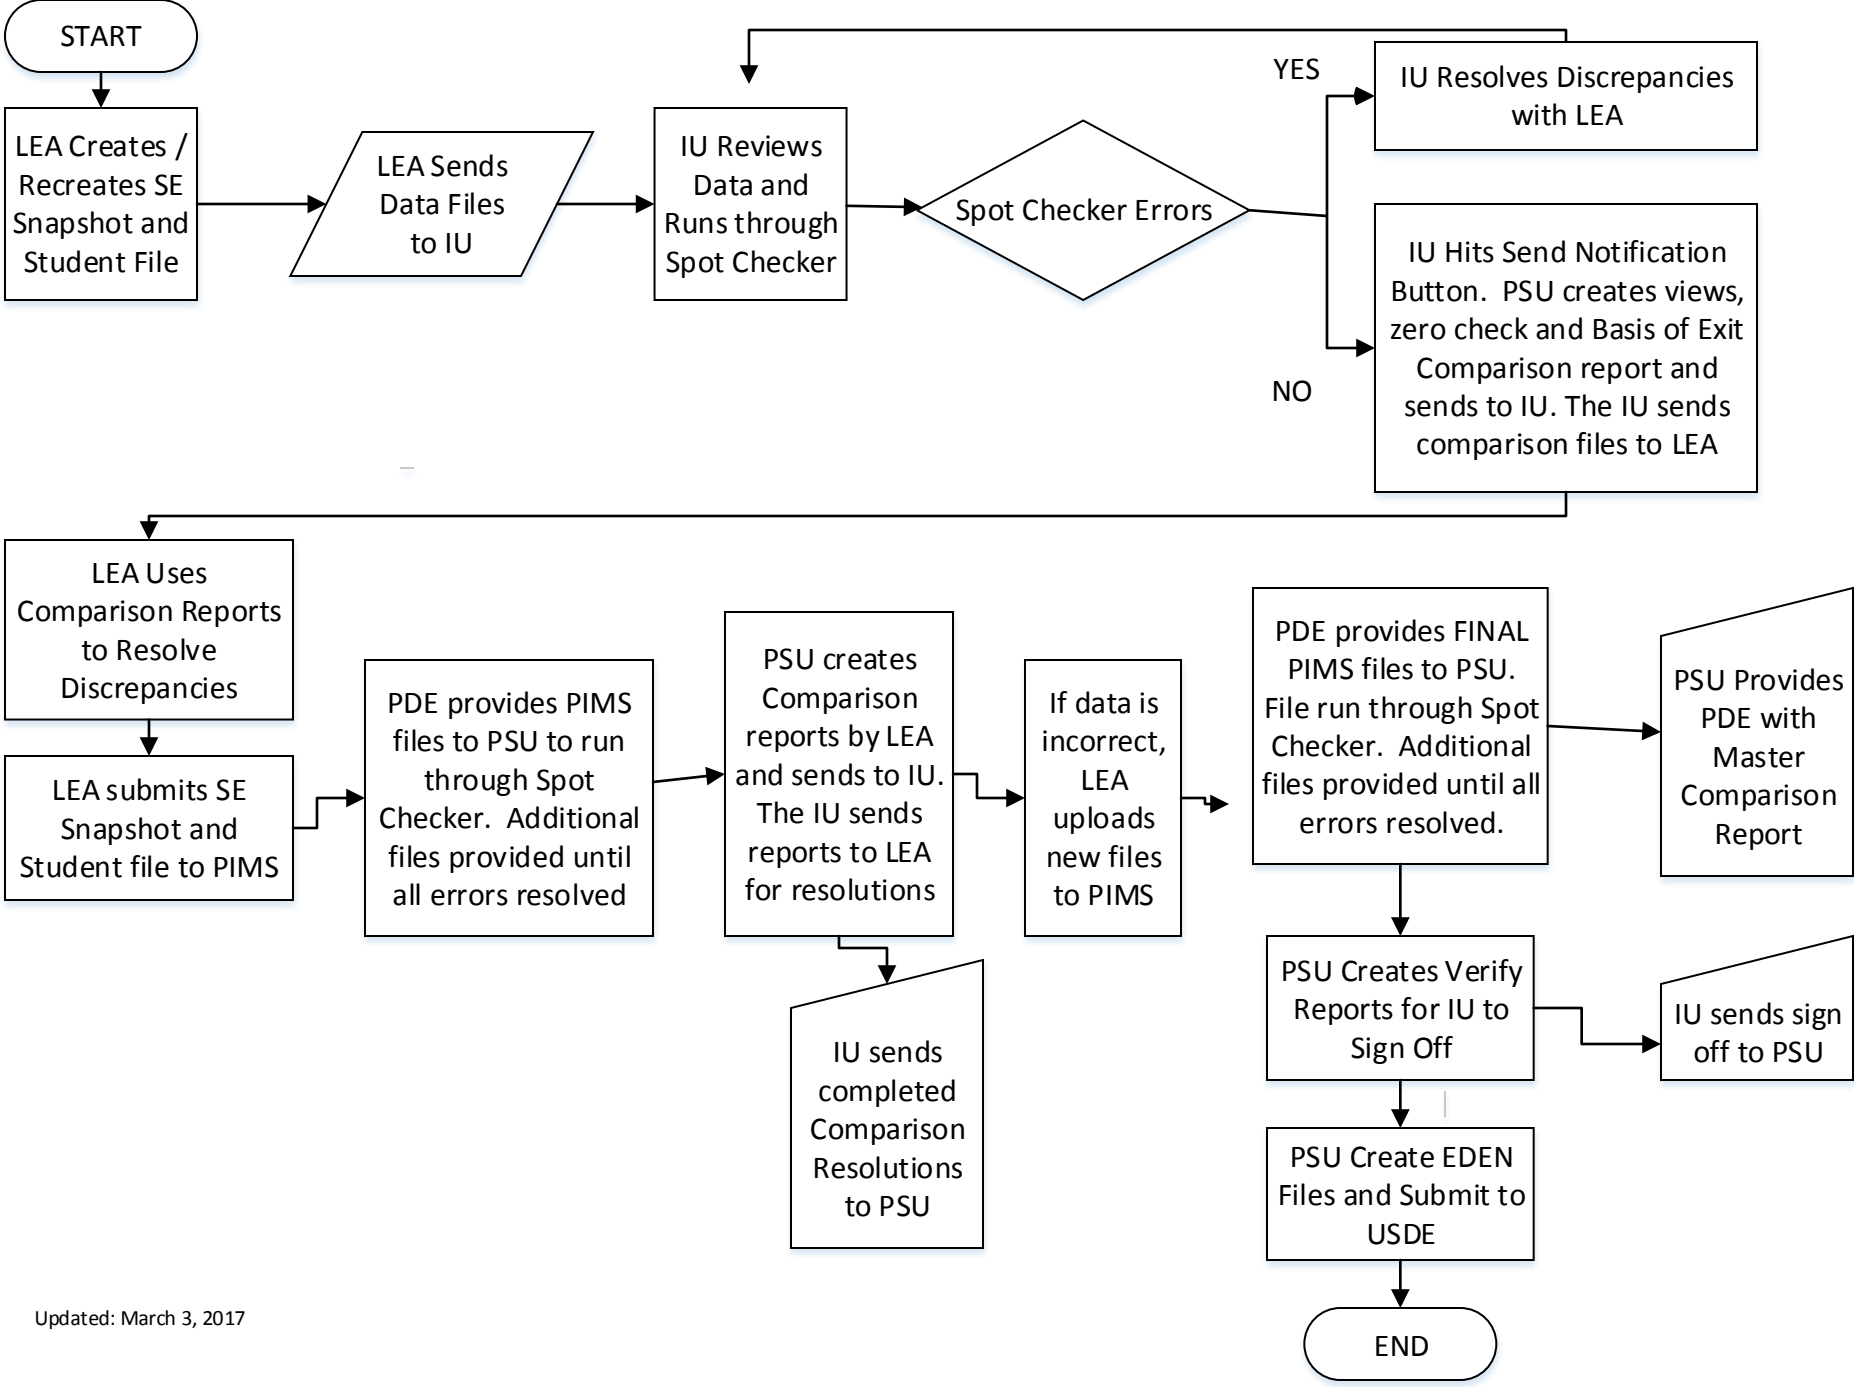 START
LEA Creates /
Recreates SE
Snapshot and
Student File
LEA Sends
Data Files
to IU
IU Reviews
Data and
Runs through
Spot Checker
Spot Checker Errors
YES
IU Resolves Discrepancies
with LEA
NO
IU Hits Send Notification
Button.  PSU creates views,
zero check and Basis of Exit
Comparison report and
sends to IU. The IU sends
comparison files to LEA
LEA Uses
Comparison Reports
to Resolve
Discrepancies
LEA submits SE
Snapshot and
Student file to PIMS
PDE provides PIMS
files to PSU to run
through Spot
Checker.  Additional
files provided until
all errors resolved
PSU creates
Comparison
reports by LEA
and sends to IU.
The IU sends
reports to LEA
for resolutions
IU sends
completed
Comparison
Resolutions
to PSU
If data is
incorrect,
LEA
uploads
new files
to PIMS
PDE provides FINAL
PIMS files to PSU.
File run through Spot
Checker.  Additional
files provided until all
errors resolved.
PSU Provides
PDE with
Master
Comparison
Report
PSU Creates Verify
Reports for IU to
Sign Off
IU sends sign
off to PSU
PSU Create EDEN
Files and Submit to
USDE
END
Updated: March 3, 2017